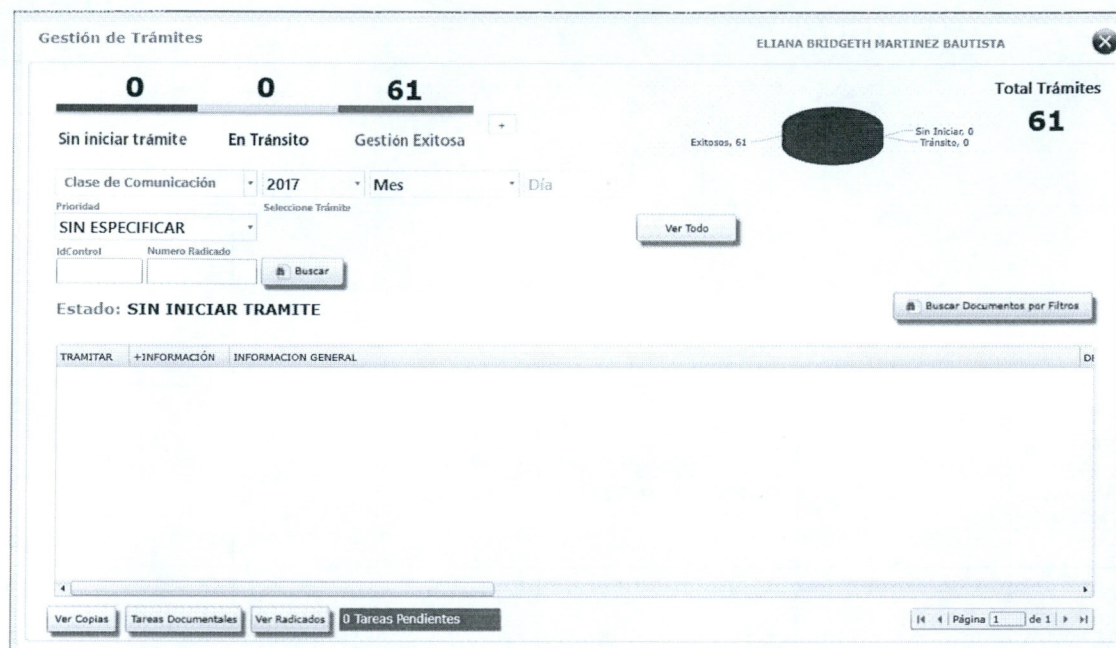 Gestión de Trámites
ELIANA BRIDGETH MARTINEZ BAUTISTA
0
0
61
Sin iniciar trámite
En Tránsito
Gestión Exitosa
+
Exitosos, 61
Sin Iniciar, 0
Tránsito, 0
Total Trámites
61
Clase de Comunicación
2017
Mes
Día
Prioridad
Seleccione Trámite
SIN ESPECIFICAR
Ver Todo
IdControl
Numero Radicado
Buscar
Estado: SIN INICIAR TRAMITE
Buscar Documentos por Filtros
TRAMITAR
+INFORMACIÓN
INFORMACION GENERAL
Ver Copias
Tareas Documentales
Ver Radicados
0 Tareas Pendientes
Página 1 de 1